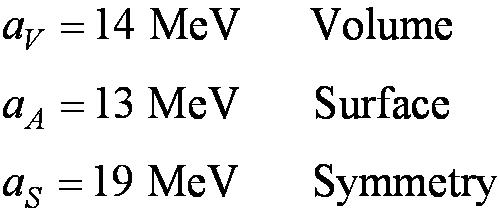 a_V = 14 MeV Volume
a_A = 13 MeV Surface
a_S = 19 MeV Symmetry